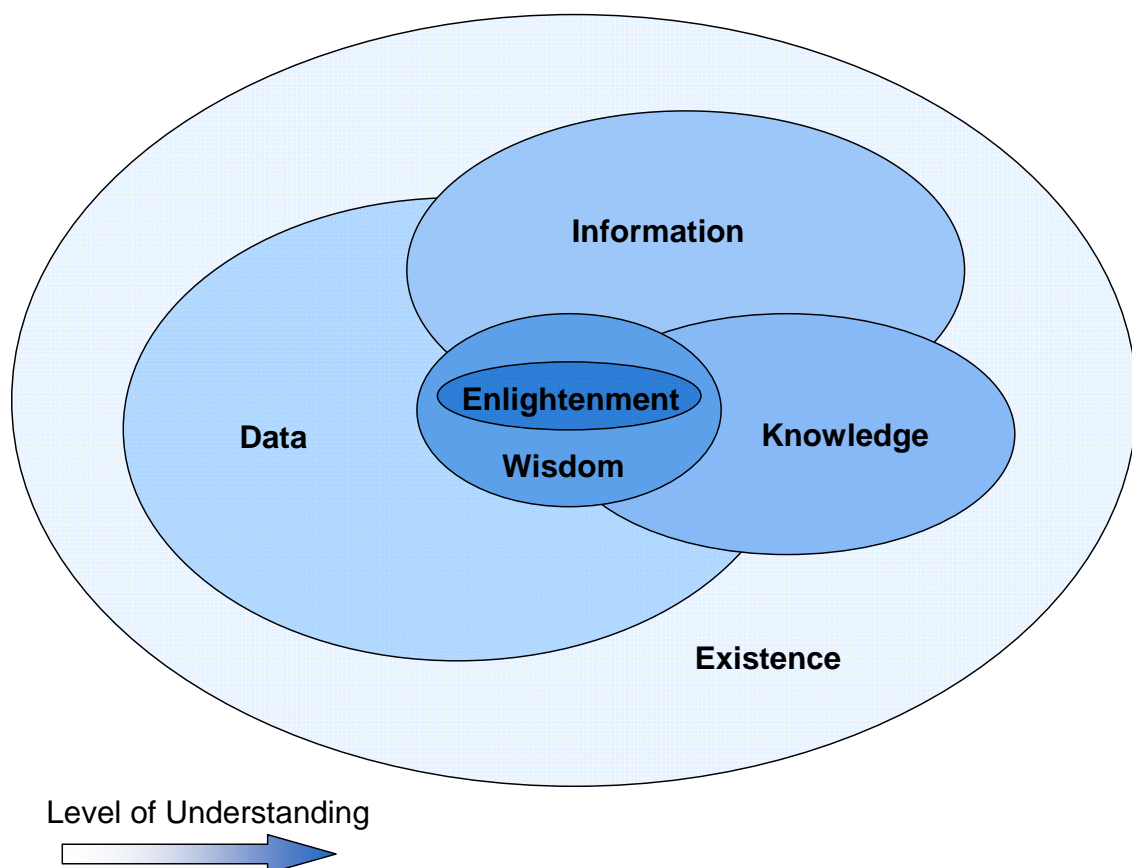 Information
Enlightenment
Data
Knowledge
Wisdom
Existence
Level of Understanding